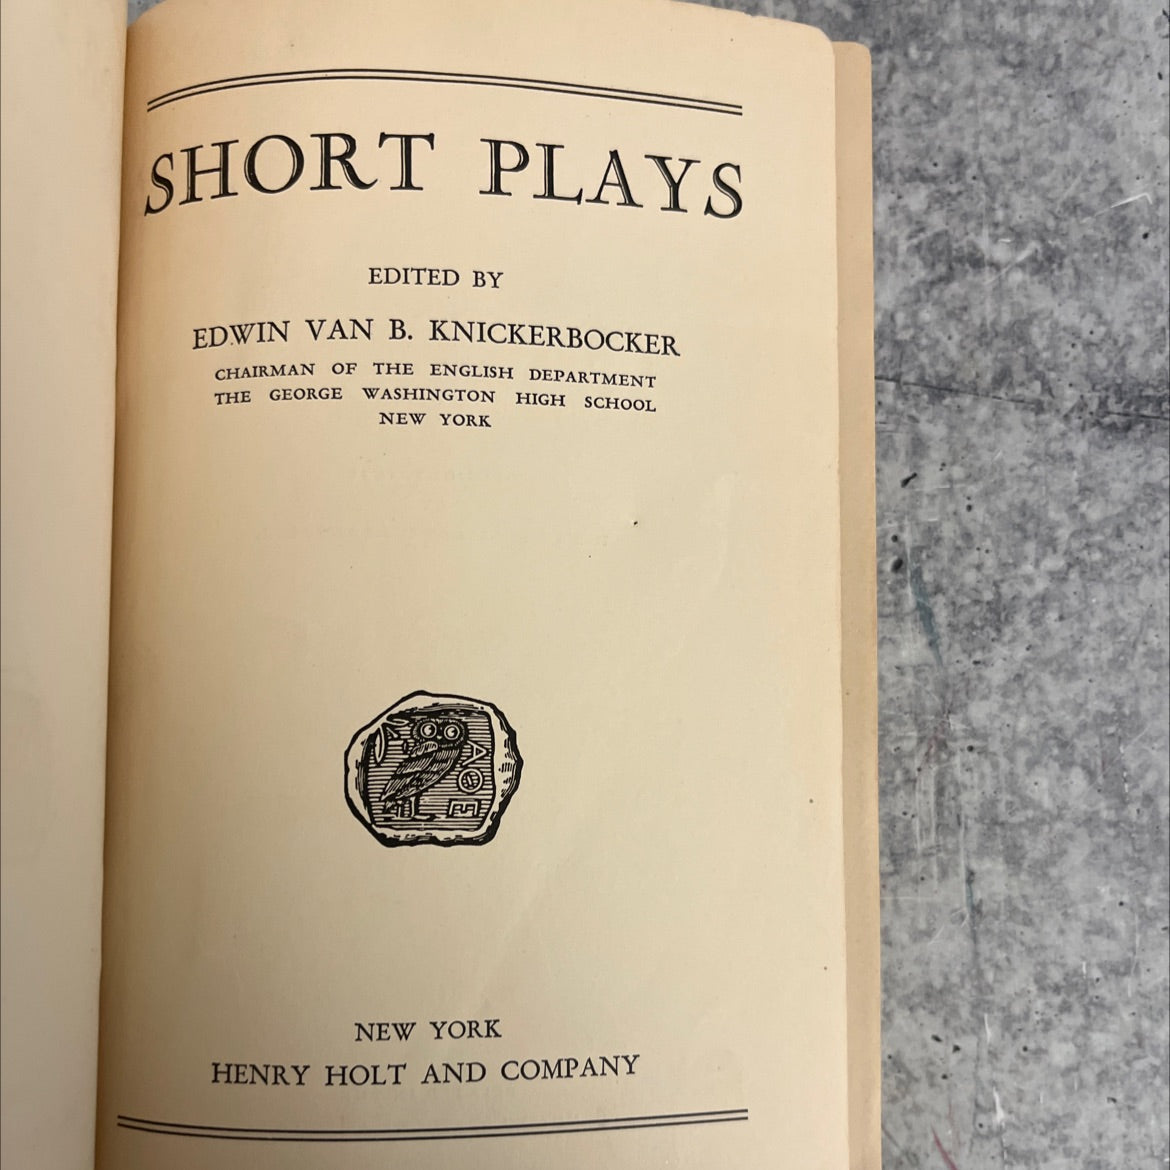 SHORT PLAYS
EDITED BY
EDWIN VAN B. KNICKERBOCKER
CHAIRMAN OF THE ENGLISH DEPARTMENT
THE GEORGE WASHINGTON HIGH SCHOOL
NEW YORK
ΑΘΕ
NEW YORK
HENRY HOLT AND COMPANY